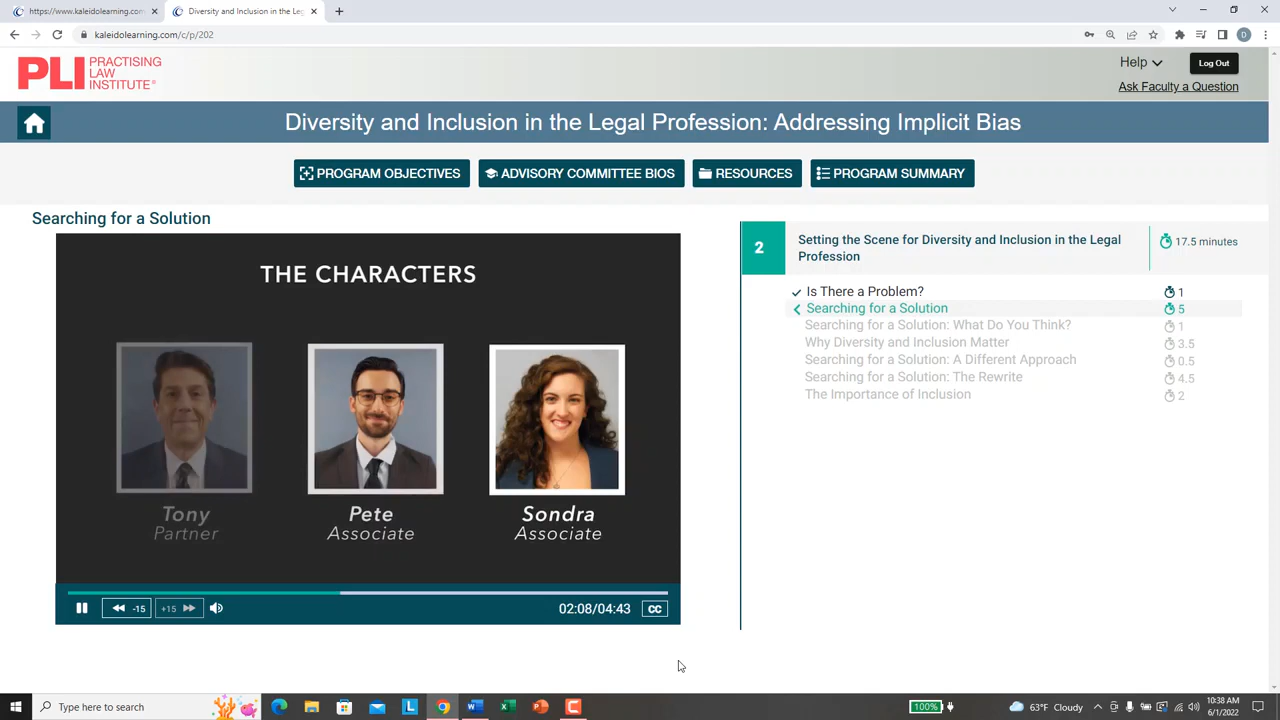 https://www.kaleidolearning.com/
Diversity and Inclusion in the Leg
kaleidolearning.com/c/p/202
PLI PRACTISING
LAW
INSTITUTE®
Help
Log Out
Ask Faculty a Question
Diversity and Inclusion in the Legal Profession: Addressing Implicit Bias
PROGRAM OBJECTIVES
ADVISORY COMMITTEE BIOS
RESOURCES
PROGRAM SUMMARY
Searching for a Solution
THE CHARACTERS
Tony
Partner
Pete
Associate
Sondra
Associate
-15
+15
02:08/04:43
CC
2
Setting the Scene for Diversity and Inclusion in the Legal
Profession
17.5 minutes
Is There a Problem? 1
Searching for a Solution 5
Searching for a Solution: What Do You Think? 1
Why Diversity and Inclusion Matter 3.5
Searching for a Solution: A Different Approach 0.5
Searching for a Solution: The Rewrite 4.5
The Importance of Inclusion 2
Type here to search
100%
63°F Cloudy
10:38 AM
6/1/2022